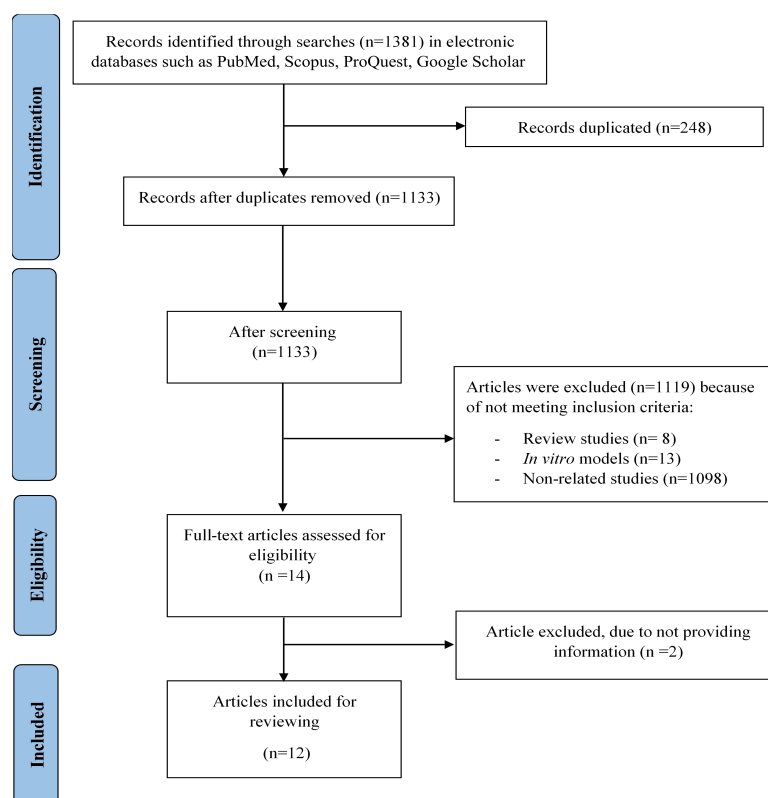 Identification
Records identified through searches (n=1381) in electronic
databases such as PubMed, Scopus, ProQuest, Google Scholar
Records duplicated (n=248)
Records after duplicates removed (n=1133)
Screening
After screening
(n=1133)
Articles were excluded (n=1119) because
of not meeting inclusion criteria:
- Review studies (n= 8)
- In vitro models (n=13)
- Non-related studies (n=1098)
Eligibility
Full-text articles assessed for
eligibility
(n =14)
Article excluded, due to not providing
information (n =2)
Included
Articles included for
reviewing
(n=12)